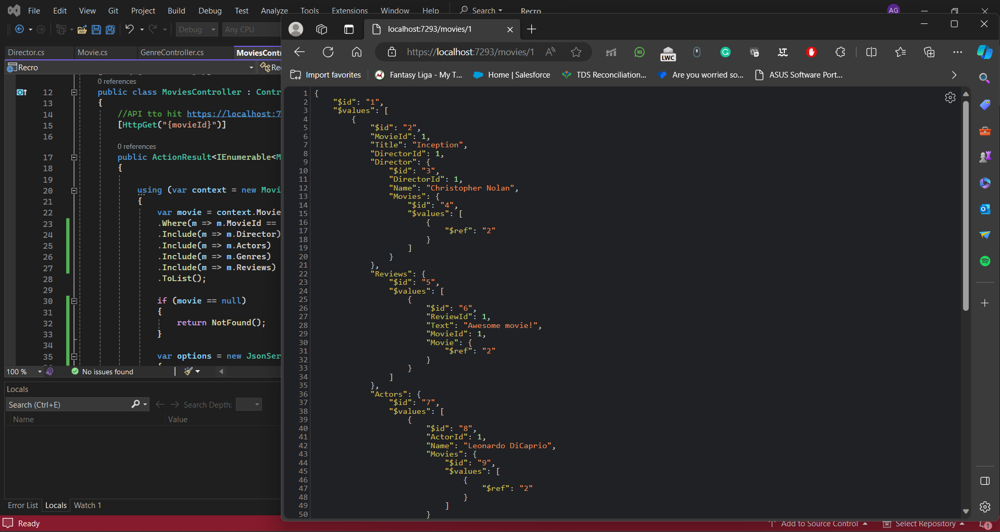 File Edit View Git Project Build Debug Test Analyze Tools Extensions Window Help Search Recro AG
Debug Any CPU
Director.cs Movie.cs GenreController.cs MoviesCont
Recro Re
0 references
12 public class MoviesController : Contr
13 {
14 //API tto hit https://localhost:7
15 [HttpGet("{movieId}")]
16
0 references
17 public ActionResult<IEnumerable<M
18 {
19
20 using (var context = new Movi
21 {
22 var movie = context.Movie
23 .Where(m => m.MovieId ==
24 .Include(m => m.Director)
25 .Include(m => m.Actors)
26 .Include(m => m.Genres)
27 .Include(m => m.Reviews)
28 .ToList();
29
30 if (movie == null)
31 {
32 return NotFound();
33 }
34
35 var options = new JsonSer
100 % No issues found
Locals
Search (Ctrl+E) Search Depth:
Name Value
Error List Locals Watch 1
Ready
localhost:7293/movies/1
https://localhost:7293/movies/1
LWC
Import favorites Fantasy Liga - My T... Home | Salesforce TDS Reconciliation... Are you worried so... ASUS Software Port...
1 {
2 "$id": "1",
3 "$values": [
4 {
5 "$id": "2",
6 "MovieId": 1,
7 "Title": "Inception",
8 "DirectorId": 1,
9 "Director": {
10 "$id": "3",
11 "DirectorId": 1,
12 "Name": "Christopher Nolan",
13 "Movies": {
14 "$id": "4",
15 "$values": [
16 {
17 "$ref": "2"
18 }
19 ]
20 }
21 },
22 "Reviews": {
23 "$id": "5",
24 "$values": [
25 {
26 "$id": "6",
27 "ReviewId": 1,
28 "Text": "Awesome movie!",
29 "MovieId": 1,
30 "Movie": {
31 "$ref": "2"
32 }
33 }
34 ]
35 },
36 "Actors": {
37 "$id": "7",
38 "$values": [
39 {
40 "$id": "8",
41 "ActorId": 1,
42 "Name": "Leonardo DiCaprio",
43 "Movies": {
44 "$id": "9",
45 "$values": [
46 {
47 "$ref": "2"
48 }
49 ]
50 }
Add to Source Control Select Repository 1